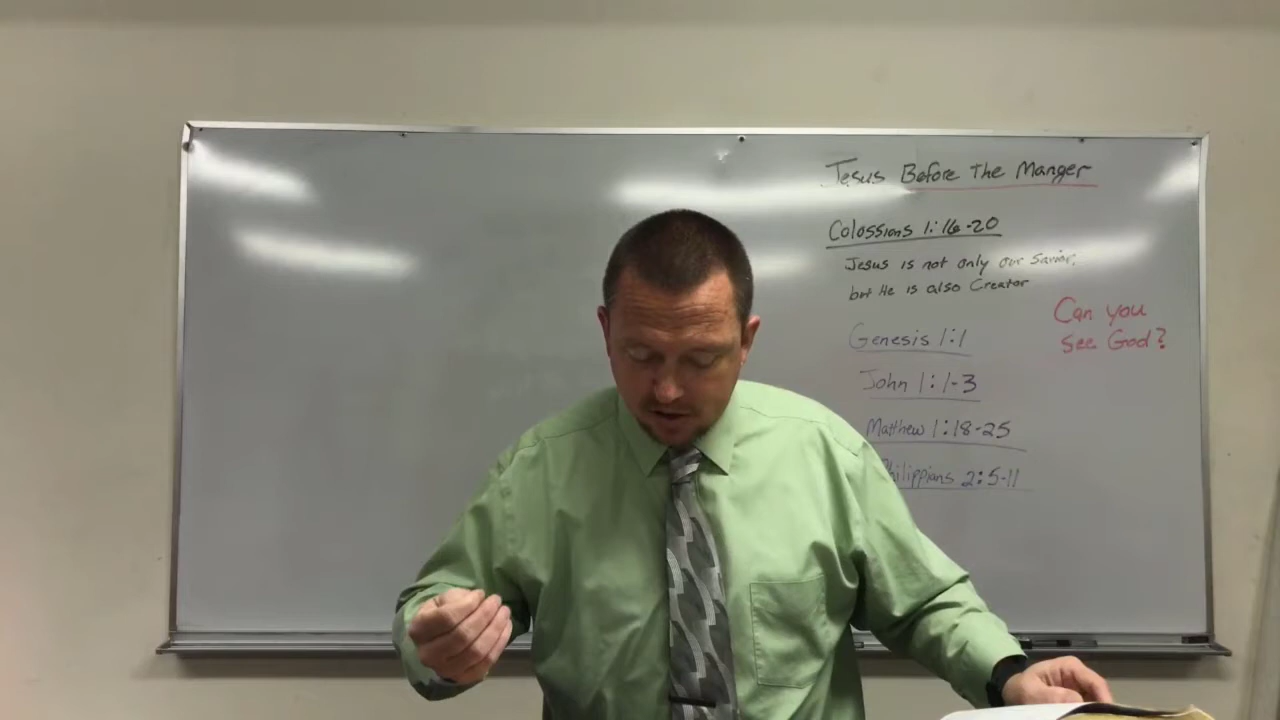 Jesus Before the Manger
Colossians 1:16-20
Jesus is not only our Savior,
but He is also Creator
Can you
see God?
Genesis 1:1
John 1:1-3
Matthew 1:18-25
Philippians 2:5-11